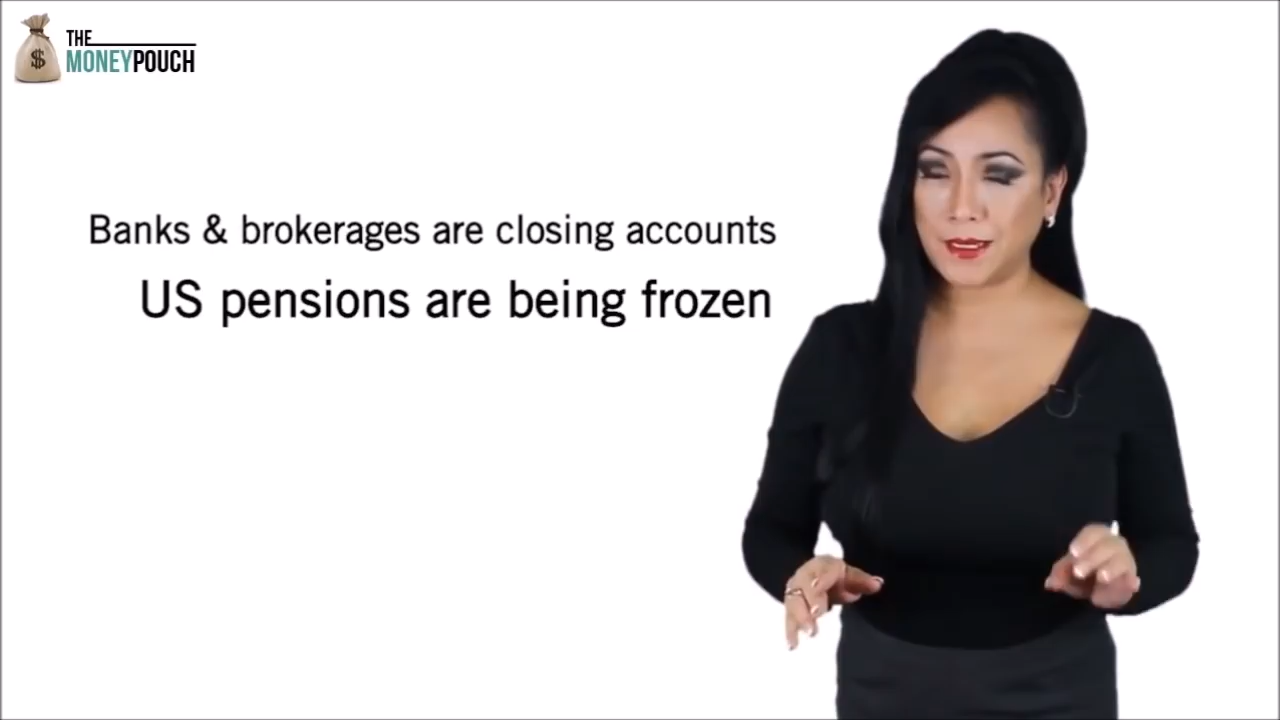 THE
MONEYPOUCH
Banks & brokerages are closing accounts
US pensions are being frozen